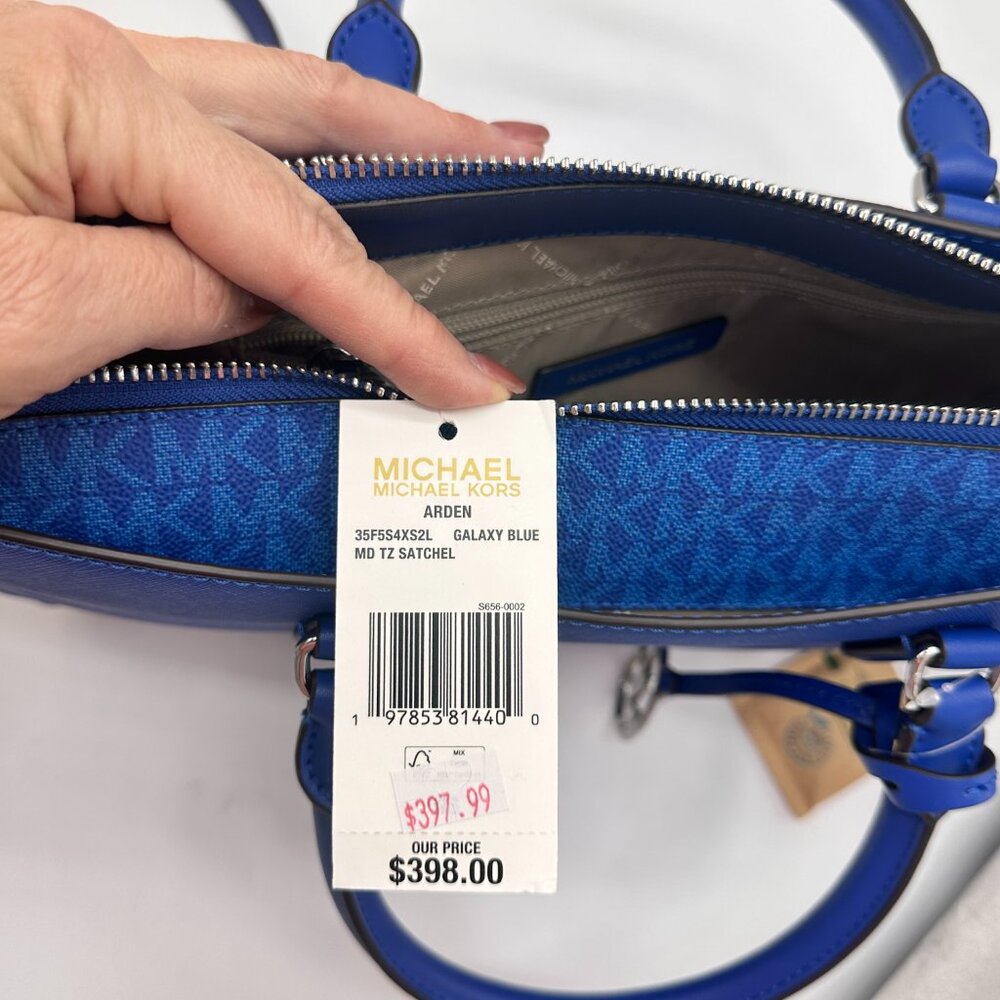 MICHAEL
MICHAEL KORS
ARDEN
35F5S4XS2L GALAXY BLUE
MD TZ SATCHEL
S656-0002
1 97853 81440 0
MIX
$397.99
OUR PRICE
$398.00